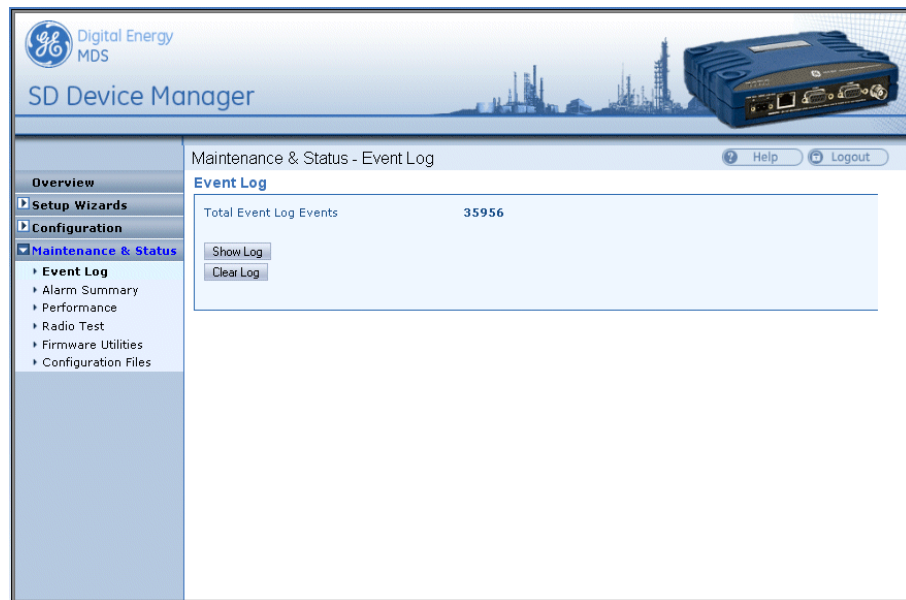 Digital Energy
MDS
SD Device Manager
Maintenance & Status - Event Log
Help
Logout
Overview
Setup Wizards
Configuration
Maintenance & Status
Event Log
Alarm Summary
Performance
Radio Test
Firmware Utilities
Configuration Files
Event Log
Total Event Log Events 35956
Show Log
Clear Log